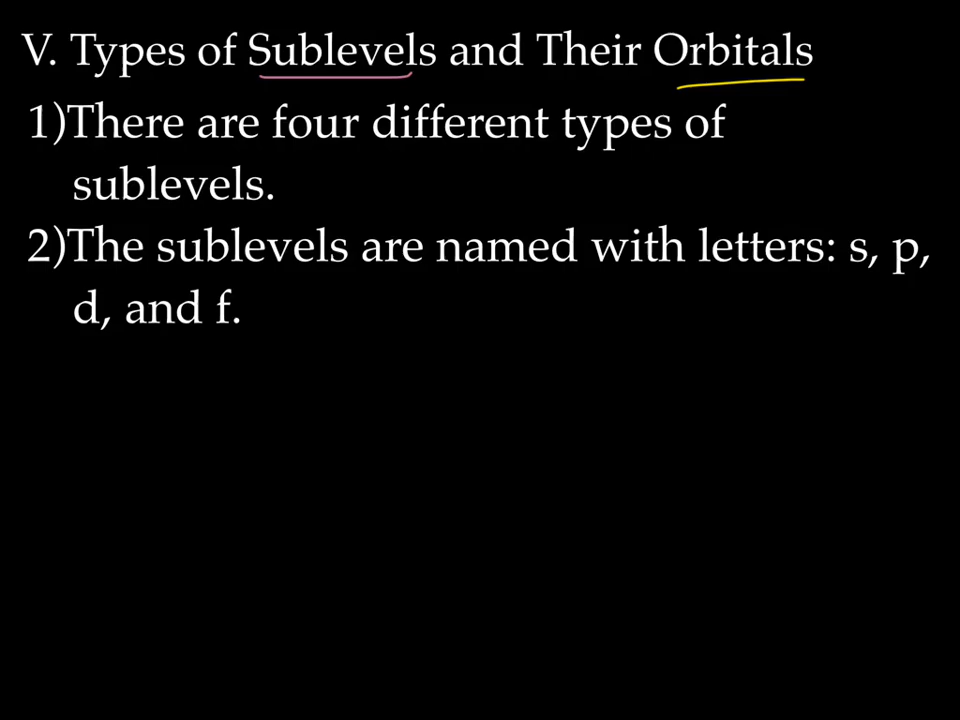 V. Types of Sublevels and Their Orbitals
1)There are four different types of
sublevels.
2)The sublevels are named with letters: s, p,
d, and f.